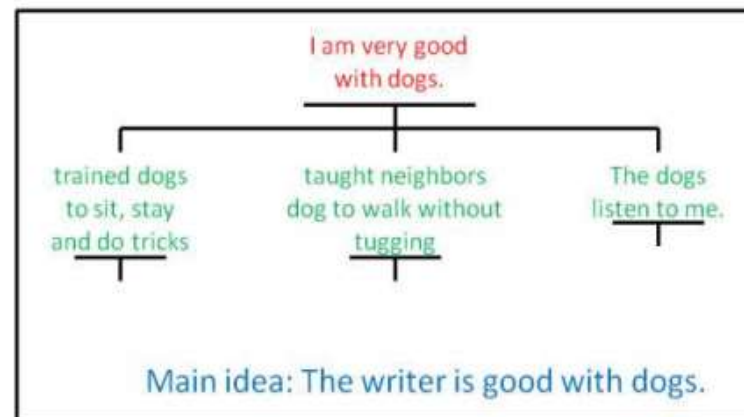 I am very good
with dogs.
trained dogs
to sit, stay
and do tricks
taught neighbors
dog to walk without
tugging
The dogs
listen to me.
Main idea: The writer is good with dogs.